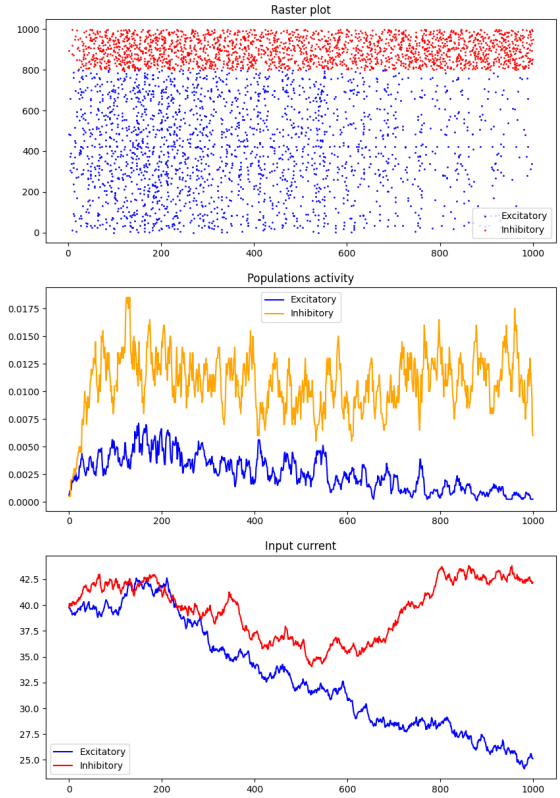 Raster plot
1000
800
600
400
200
0
Excitatory
Inhibitory
0 200 400 600 800 1000
Populations activity
0.0175
0.0150
0.0125
0.0100
0.0075
0.0050
0.0025
0.0000
Excitatory
Inhibitory
0 200 400 600 800 1000
Input current
42.5
40.0
37.5
35.0
32.5
30.0
27.5
25.0
Excitatory
Inhibitory
0 200 400 600 800 1000